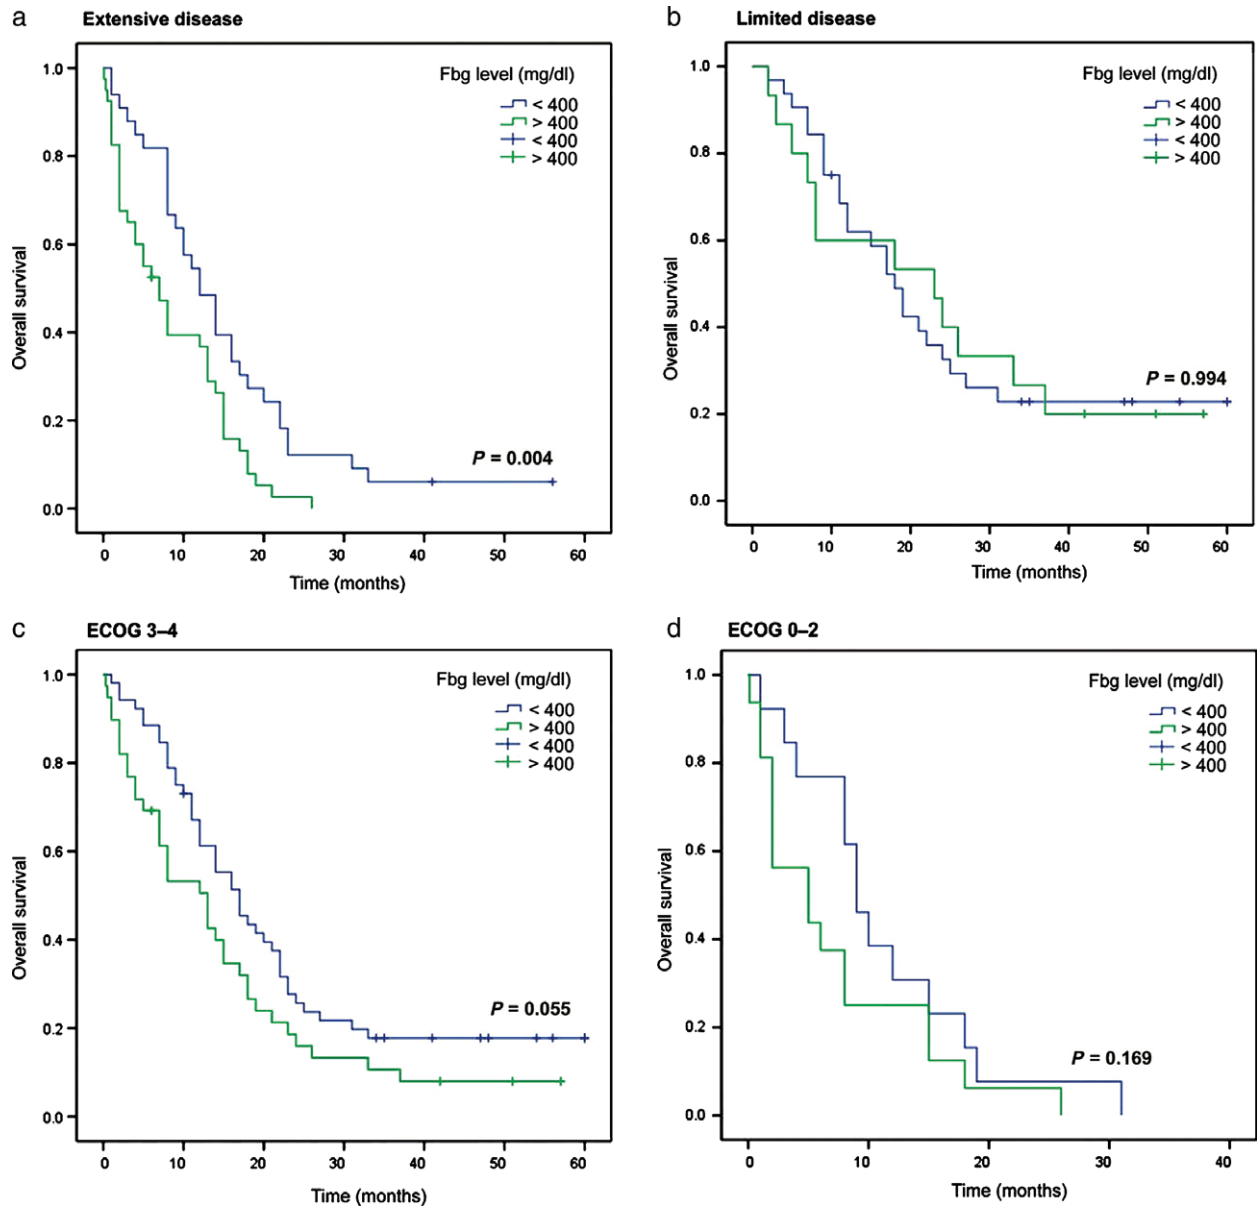 a Extensive disease
Fbg level (mg/dl)
< 400
> 400
< 400
> 400
1.0
0.8
0.6
0.4
0.2
0.0
Overall survival
P = 0.004
0 10 20 30 40 50 60
Time (months)
b Limited disease
Fbg level (mg/dl)
< 400
> 400
< 400
> 400
1.0
0.8
0.6
0.4
0.2
0.0
Overall survival
P = 0.994
0 10 20 30 40 50 60
Time (months)
c ECOG 3–4
Fbg level (mg/dl)
< 400
> 400
< 400
> 400
1.0
0.8
0.6
0.4
0.2
0.0
Overall survival
P = 0.055
0 10 20 30 40 50 60
Time (months)
d ECOG 0–2
Fbg level (mg/dl)
< 400
> 400
< 400
> 400
1.0
0.8
0.6
0.4
0.2
0.0
Overall survival
P = 0.169
0 10 20 30 40
Time (months)